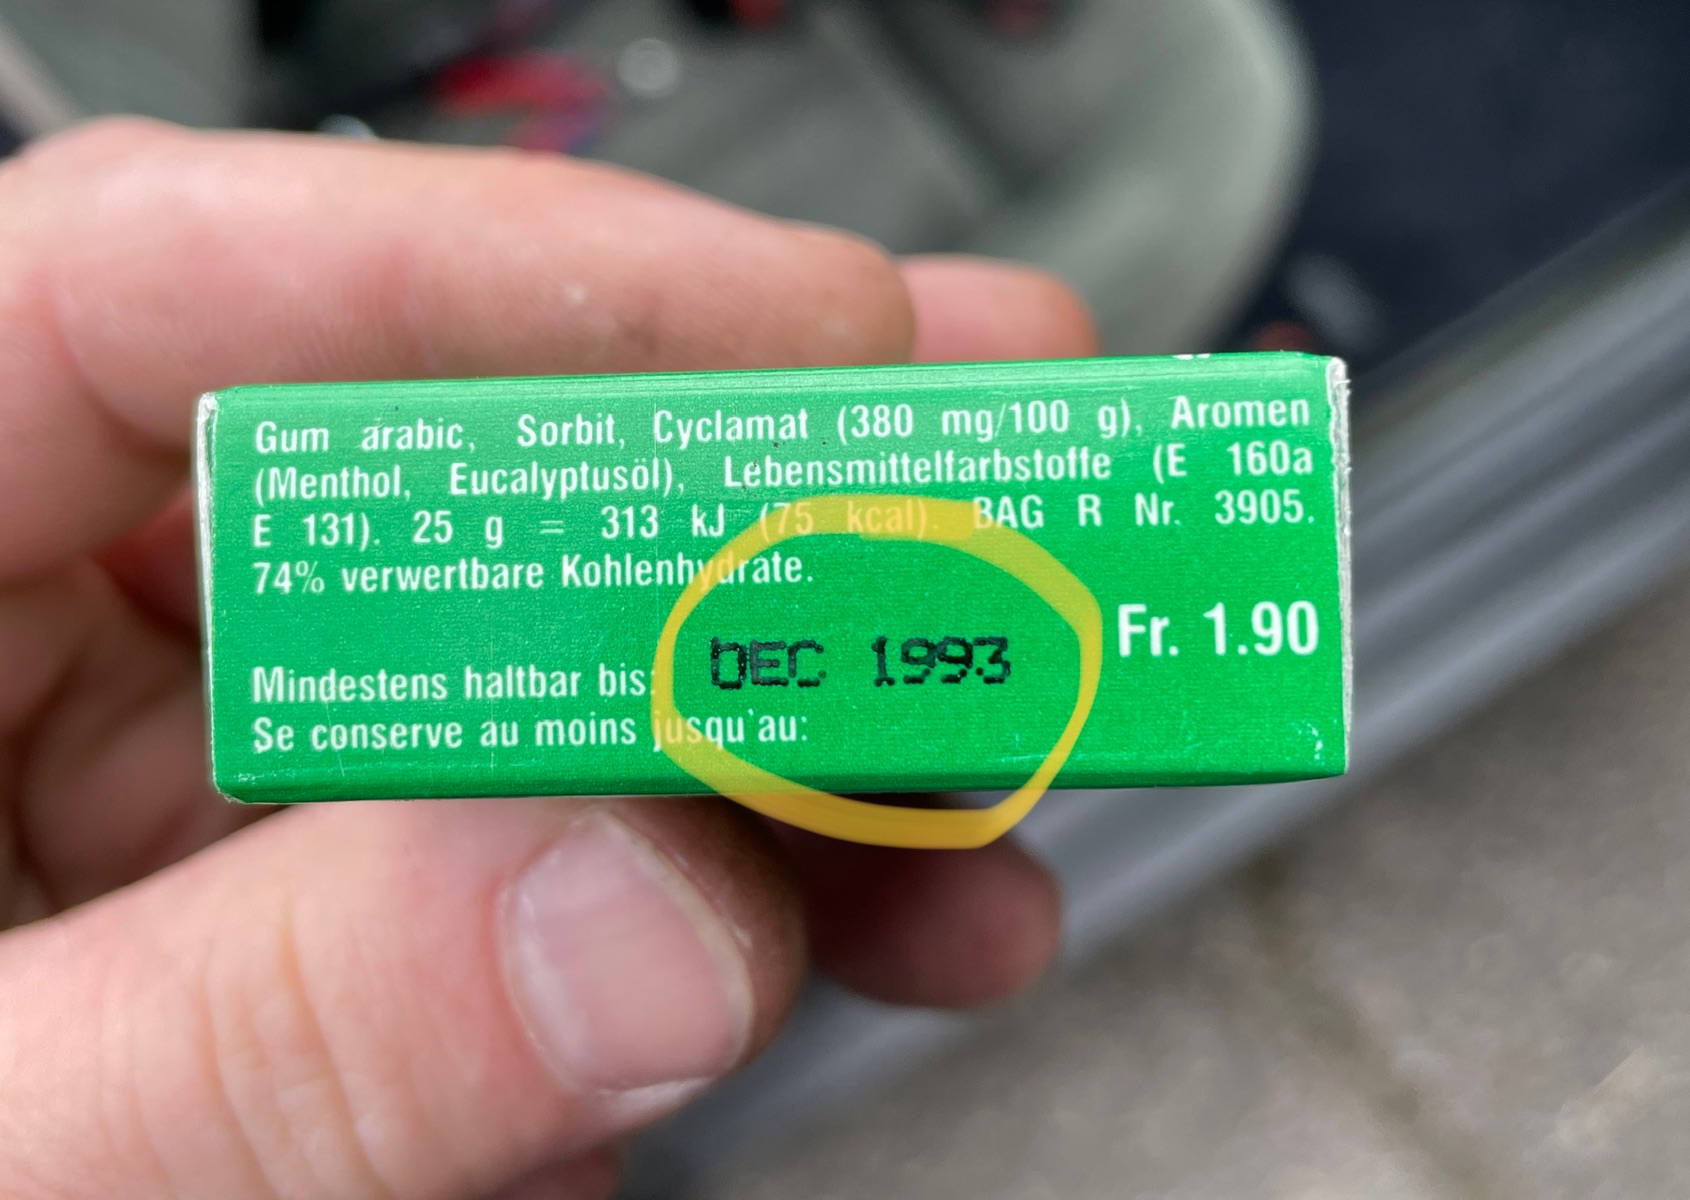 Gum arabic, Sorbit, Cyclamat (380 mg/100 g), Aromen
(Menthol, Eucalyptusöl), Lebensmittelfarbstoffe (E 160a
E 131). 25 g = 313 kJ (75 kcal). BAG R Nr. 3905.
74% verwertbare Kohlenhydrate.
Fr. 1.90
Mindestens haltbar bis: DEC 1993
Se conserve au moins jusqu'au: